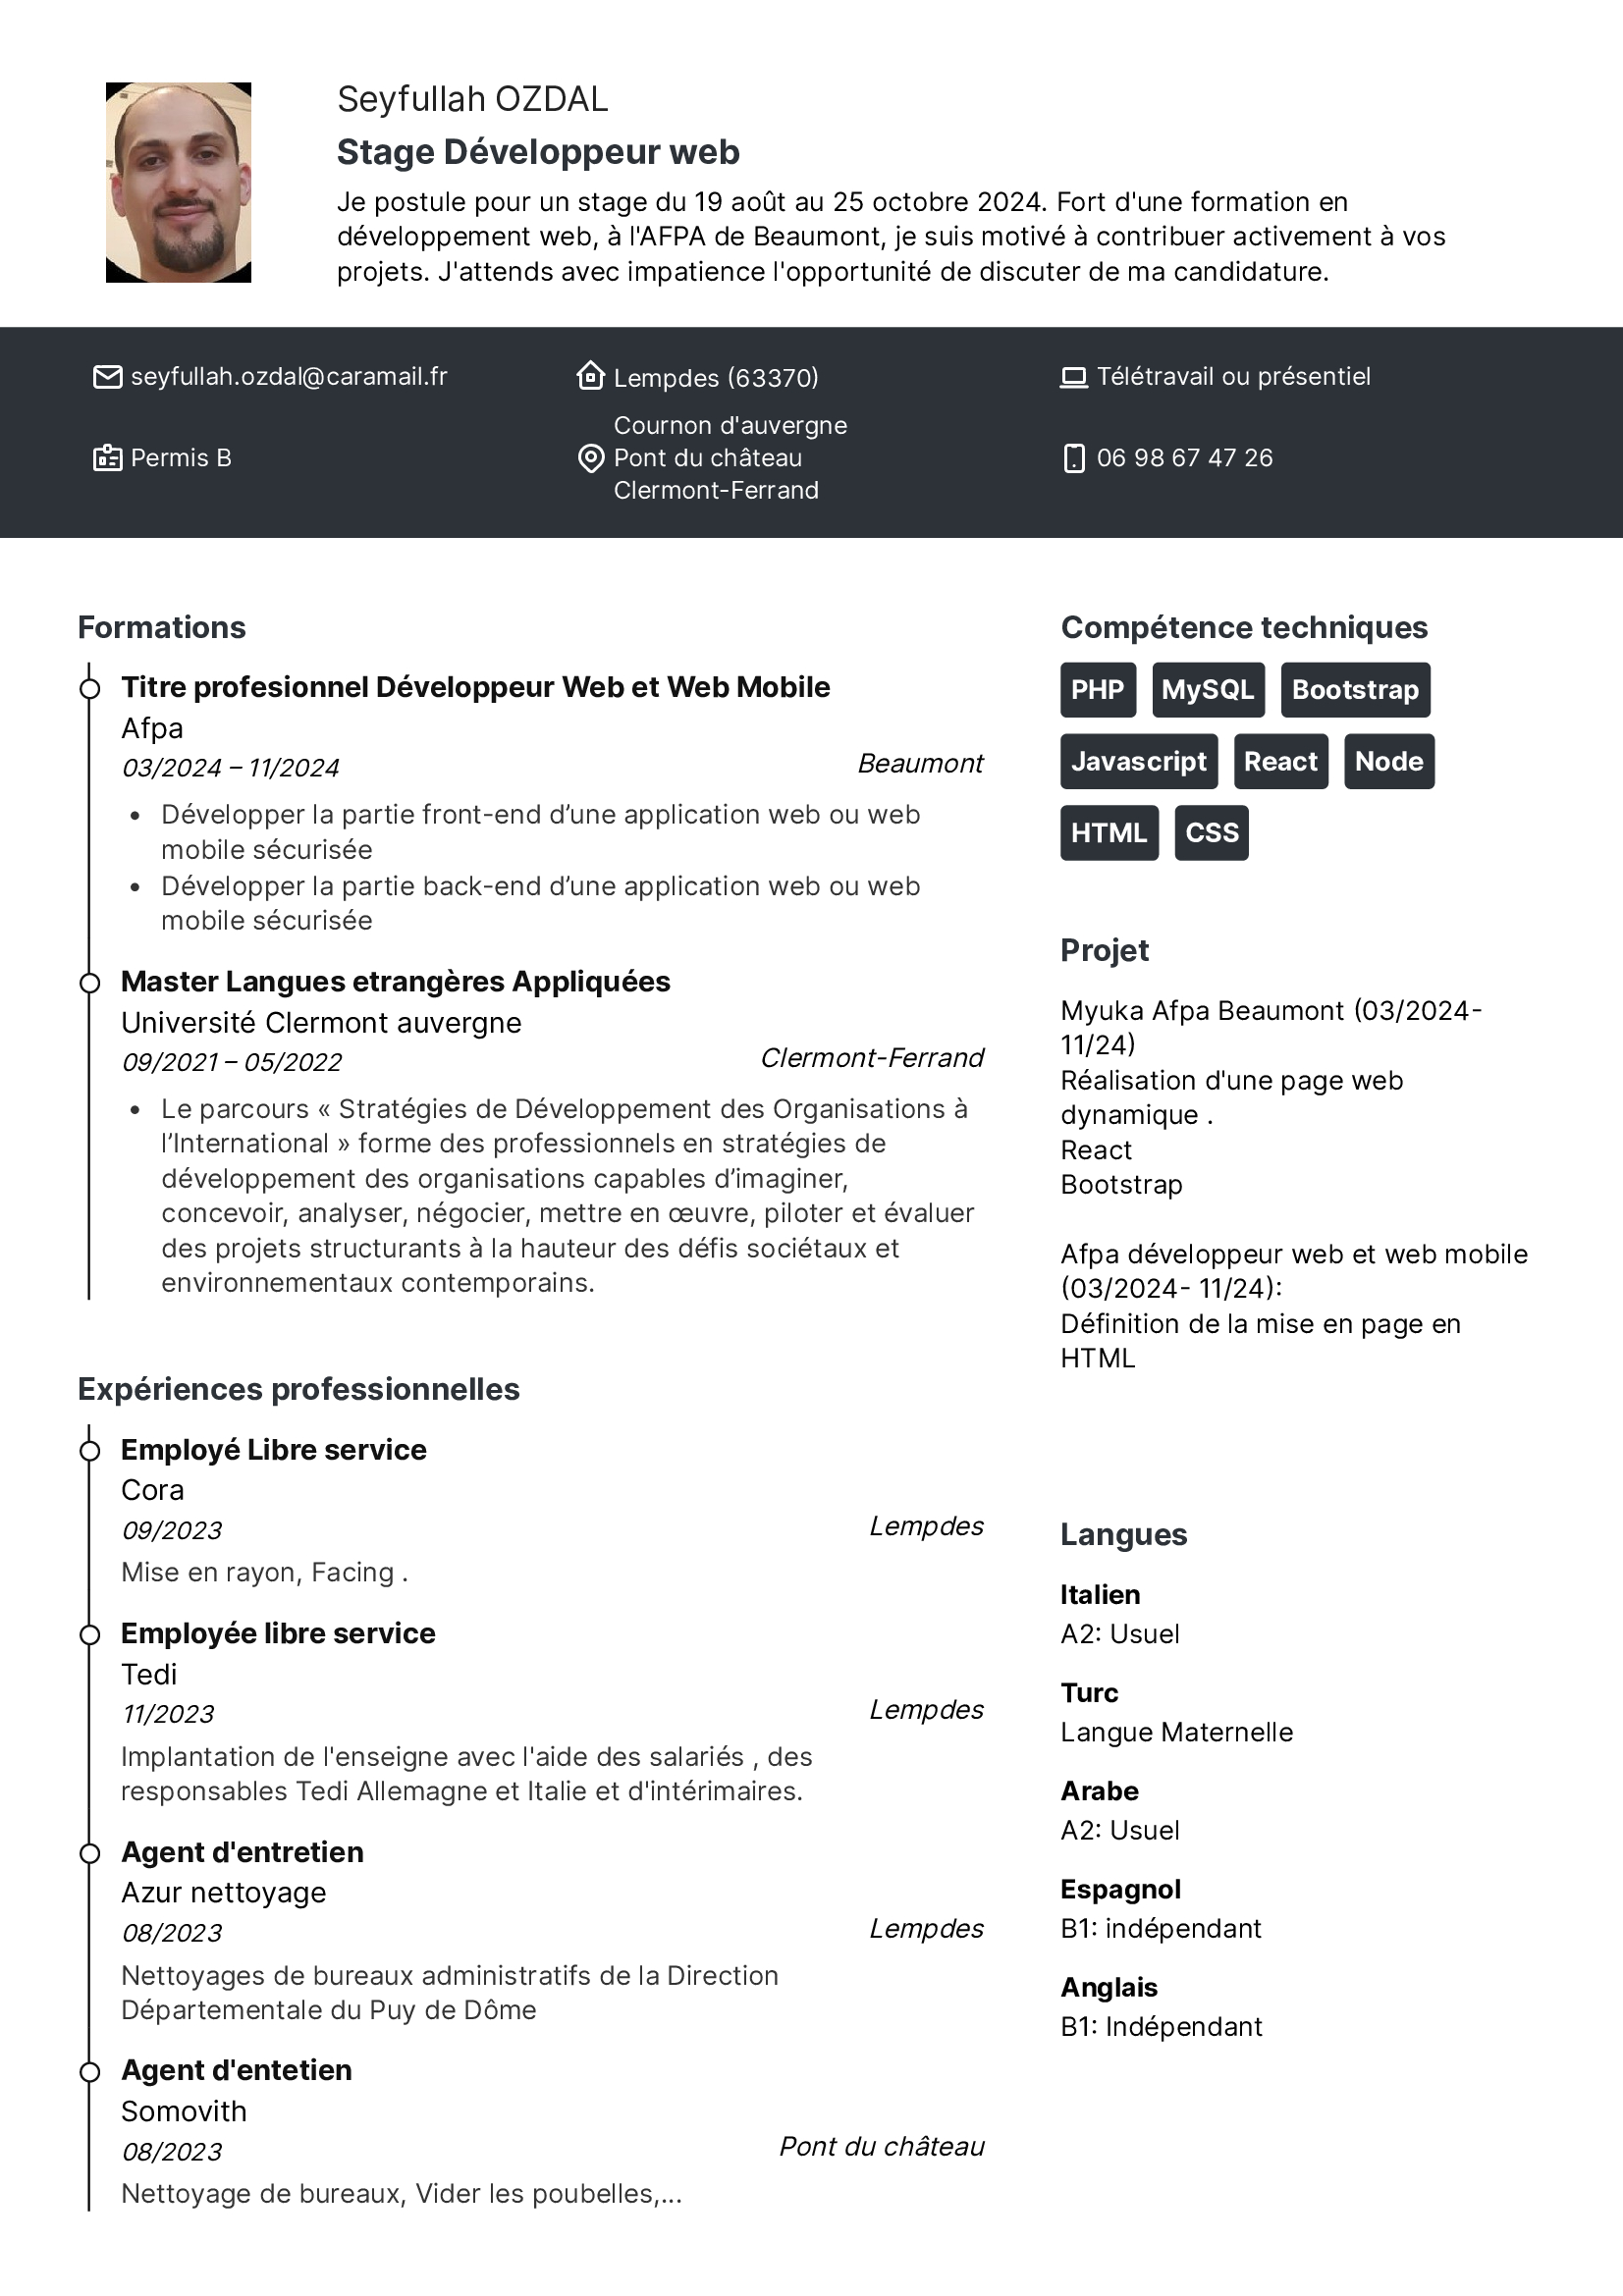 Seyfullah OZDAL
Stage Développeur web
Je postule pour un stage du 19 août au 25 octobre 2024. Fort d'une formation en
développement web, à l'AFPA de Beaumont, je suis motivé à contribuer activement à vos
projets. J'attends avec impatience l'opportunité de discuter de ma candidature.
seyfullah.ozdal@caramail.fr
Lempdes (63370)
Télétravail ou présentiel
Permis B
Cournon d'auvergne
Pont du château
Clermont-Ferrand
06 98 67 47 26
Formations
Titre profesionnel Développeur Web et Web Mobile
Afpa
03/2024 – 11/2024
Beaumont
• Développer la partie front-end d’une application web ou web
mobile sécurisée
• Développer la partie back-end d’une application web ou web
mobile sécurisée
Master Langues etrangères Appliquées
Université Clermont auvergne
09/2021 – 05/2022
Clermont-Ferrand
• Le parcours « Stratégies de Développement des Organisations à
l’International » forme des professionnels en stratégies de
développement des organisations capables d’imaginer,
concevoir, analyser, négocier, mettre en œuvre, piloter et évaluer
des projets structurants à la hauteur des défis sociétaux et
environnementaux contemporains.
Expériences professionnelles
Employé Libre service
Cora
09/2023
Lempdes
Mise en rayon, Facing .
Employée libre service
Tedi
11/2023
Lempdes
Implantation de l'enseigne avec l'aide des salariés , des
responsables Tedi Allemagne et Italie et d'intérimaires.
Agent d'entretien
Azur nettoyage
08/2023
Lempdes
Nettoyages de bureaux administratifs de la Direction
Départementale du Puy de Dôme
Agent d'entetien
Somovith
08/2023
Pont du château
Nettoyage de bureaux, Vider les poubelles,...
Compétence techniques
PHP MySQL Bootstrap
Javascript React Node
HTML CSS
Projet
Myuka Afpa Beaumont (03/2024-
11/24)
Réalisation d'une page web
dynamique .
React
Bootstrap
Afpa développeur web et web mobile
(03/2024- 11/24):
Définition de la mise en page en
HTML
Langues
Italien
A2: Usuel
Turc
Langue Maternelle
Arabe
A2: Usuel
Espagnol
B1: indépendant
Anglais
B1: Indépendant